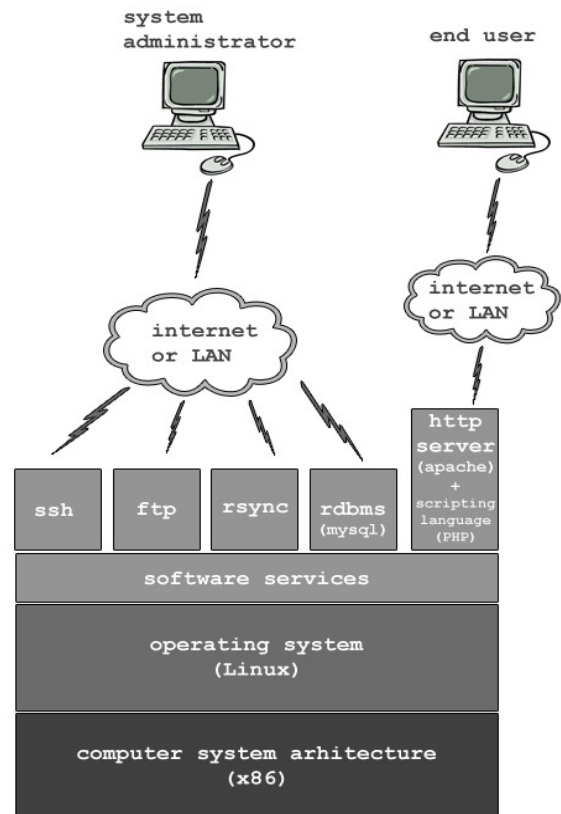 system
administrator
end user
internet
or LAN
internet
or LAN
ssh
ftp
rsync
rdbms
(mysql)
http
server
(apache)
+
scripting
language
(PHP)
software services
operating system
(Linux)
computer system arhitecture
(x86)